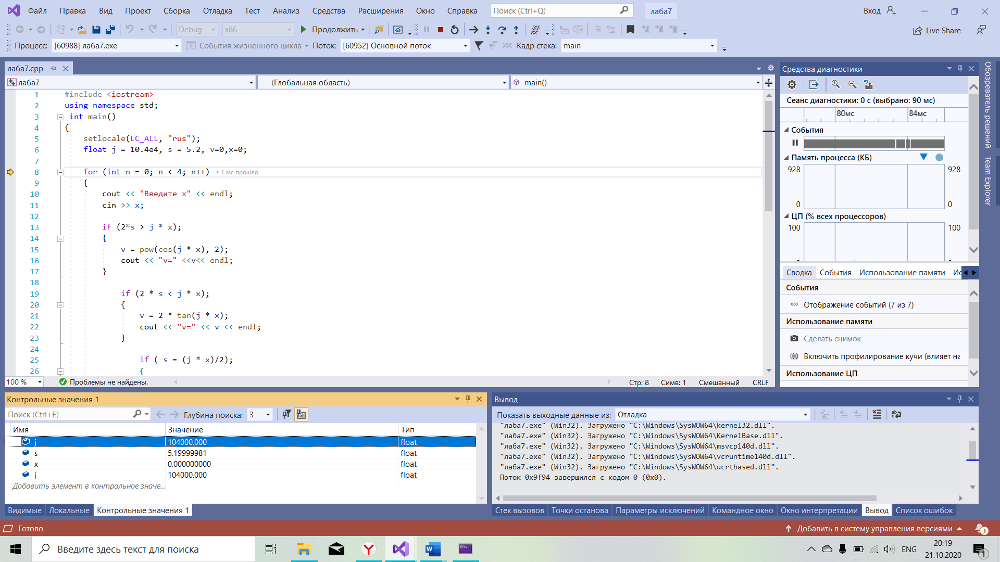 Файл Правка Вид Проект Сборка Отладка Тест Анализ Средства Расширения Окно Справка Поиск (Ctrl+Q) лаба7 Вход
Debug x86 Продолжить Live Share
Процесс: [60988] лаба7.exe События жизненного цикла Поток: [60952] Основной поток Кадр стека: main
лаба7.cpp
лаба7 (Глобальная область) main()
1 #include <iostream>
2 using namespace std;
3 int main()
4 {
5 setlocale(LC_ALL, "rus");
6 float j = 10.4e4, s = 5.2, v=0,x=0;
7
8 for (int n = 0; n < 4; n++) ≤ 1 мс прошло
9 {
10 cout << "Введите x" << endl;
11 cin >> x;
12
13 if (2*s > j * x);
14 {
15 v = pow(cos(j * x), 2);
16 cout << "v=" <<v<< endl;
17 }
18
19 if (2 * s < j * x);
20 {
21 v = 2 * tan(j * x);
22 cout << "v=" << v << endl;
23 }
24
25 if ( s = (j * x)/2);
26 {
100 % Проблемы не найдены. Стр: 8 Симв: 1 Смешанный CRLF
Средства диагностики
Сеанс диагностики: 0 с (выбрано: 90 мс)
80мс 84мс
События
Память процесса (КБ)
928 928
0 0
ЦП (% всех процессоров)
100 100
Сводка События Использование памяти Ис
События
Отображение событий (7 из 7)
Использование памяти
Сделать снимок
Включить профилирование кучи (влияет на
Использование ЦП
Обозреватель решений
Team Explorer
Контрольные значения 1
Поиск (Ctrl+E) Глубина поиска: 3
Имя Значение Тип
j 104000.000 float
s 5.19999981 float
x 0.000000000 float
j 104000.000 float
Добавить элемент в контрольное значе...
Видимые Локальные Контрольные значения 1
Вывод
Показать выходные данные из: Отладка
"лаба7.exe" (Win32). Загружено "C:\Windows\SysWOW64\kernel32.dll".
"лаба7.exe" (Win32). Загружено "C:\Windows\SysWOW64\KernelBase.dll".
"лаба7.exe" (Win32). Загружено "C:\Windows\SysWOW64\msvcp140d.dll".
"лаба7.exe" (Win32). Загружено "C:\Windows\SysWOW64\vcruntime140d.dll".
"лаба7.exe" (Win32). Загружено "C:\Windows\SysWOW64\ucrtbased.dll".
Поток 0x9f94 завершился с кодом 0 (0x0).
Стек вызовов Точки останова Параметры исключений Командное окно Окно интерпретации Вывод Список ошибок
Готово Добавить в систему управления версиями 3
Введите здесь текст для поиска ENG 20:19
21.10.2020 1